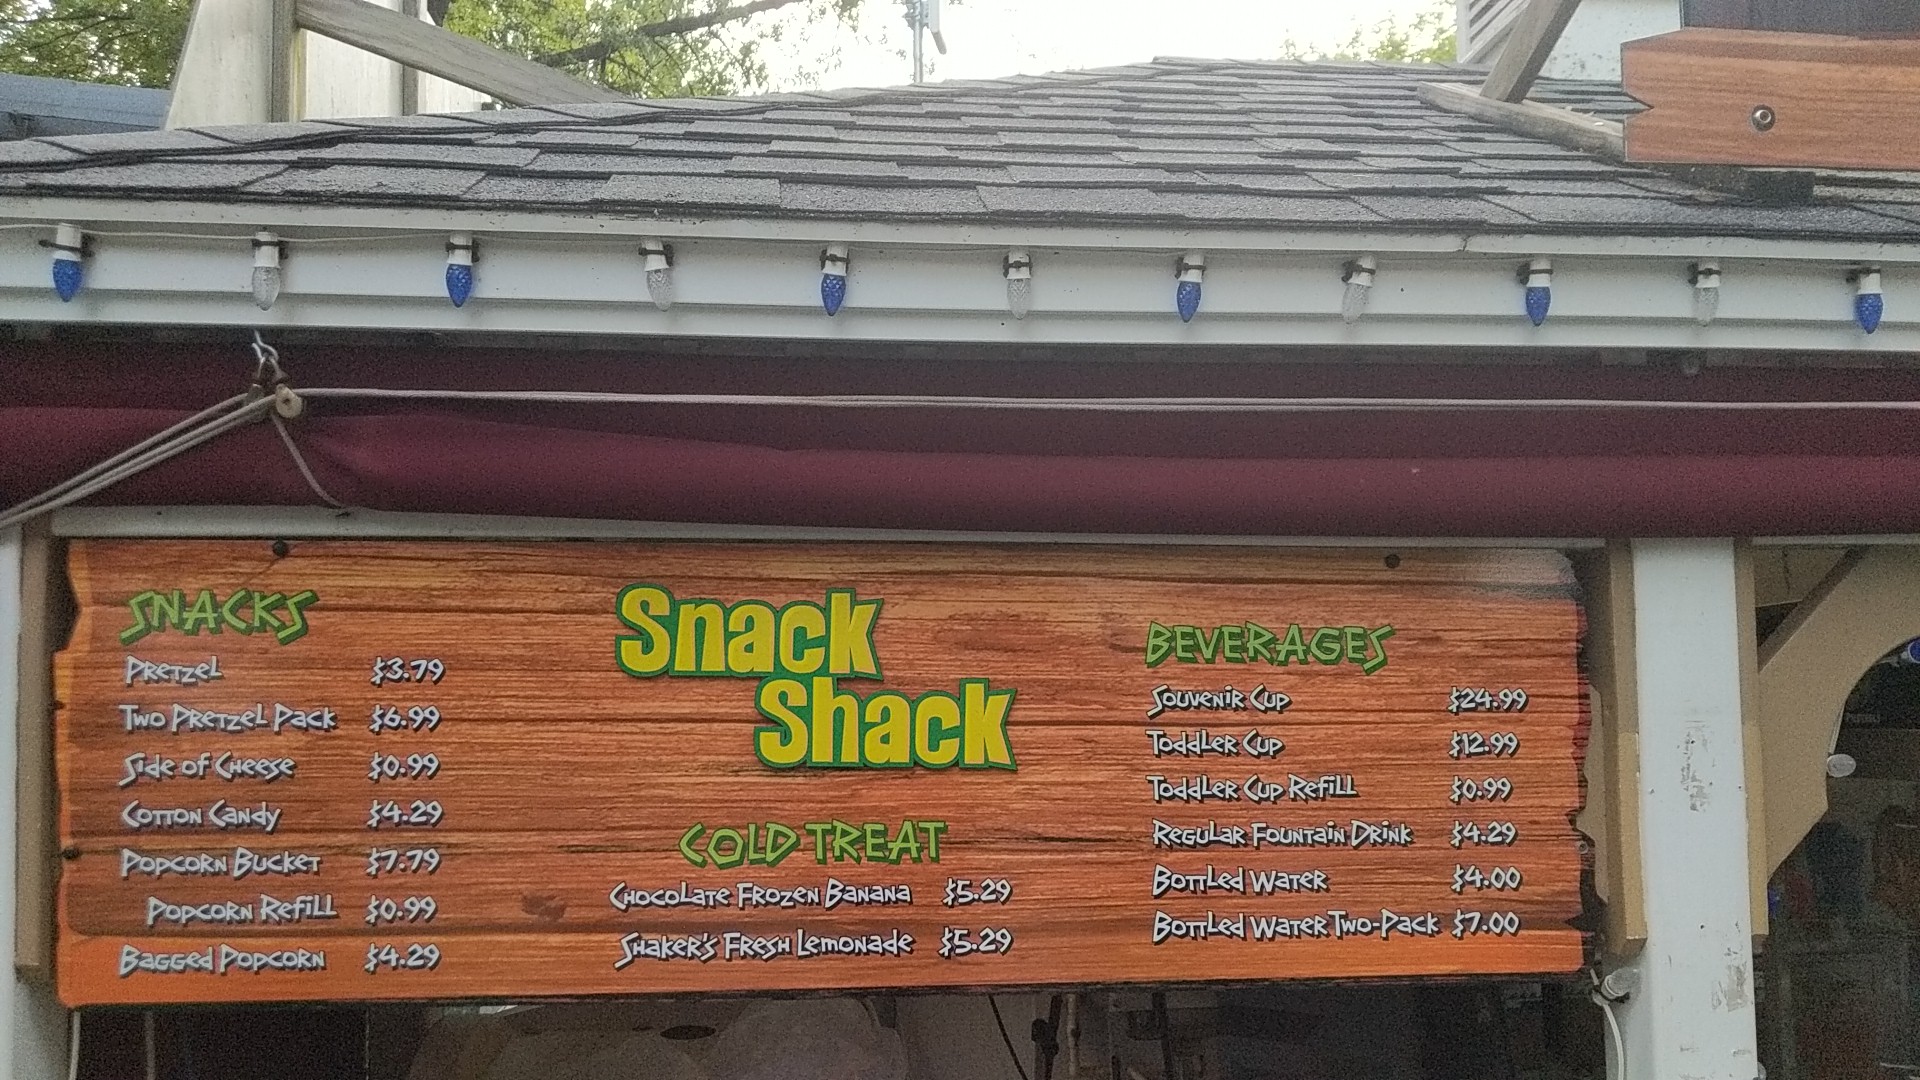 SNACKS
PRETZEL $3.79
TWO PRETZEL PACK $6.99
SIDE OF CHEESE $0.99
COTTON CANDY $4.29
POPCORN BUCKET $7.79
POPCORN REFILL $0.99
BAGGED POPCORN $4.29
Snack
Shack
COLD TREAT
CHOCOLATE FROZEN BANANA $5.29
SHAKER'S FRESH LEMONADE $5.29
BEVERAGES
SOUVENIR CUP $24.99
TODDLER CUP $12.99
TODDLER CUP REFILL $0.99
REGULAR FOUNTAIN DRINK $4.29
BOTTLED WATER $4.00
BOTTLED WATER TWO-PACK $7.00